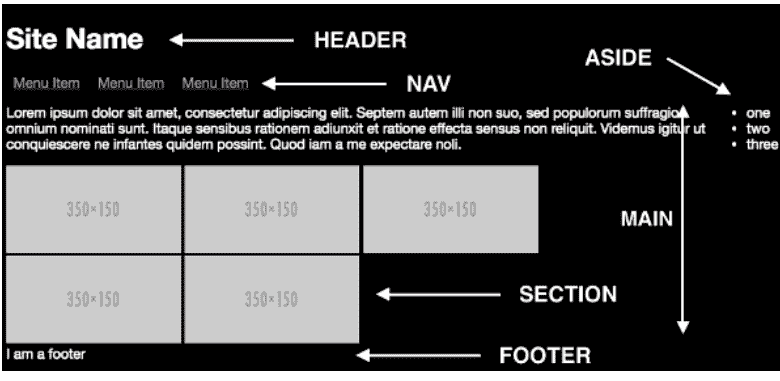 Site Name
HEADER
ASIDE
Menu Item Menu Item Menu Item
NAV
Lorem ipsum dolor sit amet, consectetur adipiscing elit. Septem autem illi non suo, sed populorum suffragio
omnium nominati sunt. Itaque sensibus rationem adiunxit et ratione effecta sensus non reliquit. Videmus igitur ut
conquiescere ne infantes quidem possint. Quod iam a me expectare noli.
• one
• two
• three
350×150 350×150 350×150
MAIN
350×150 350×150
SECTION
I am a footer
FOOTER